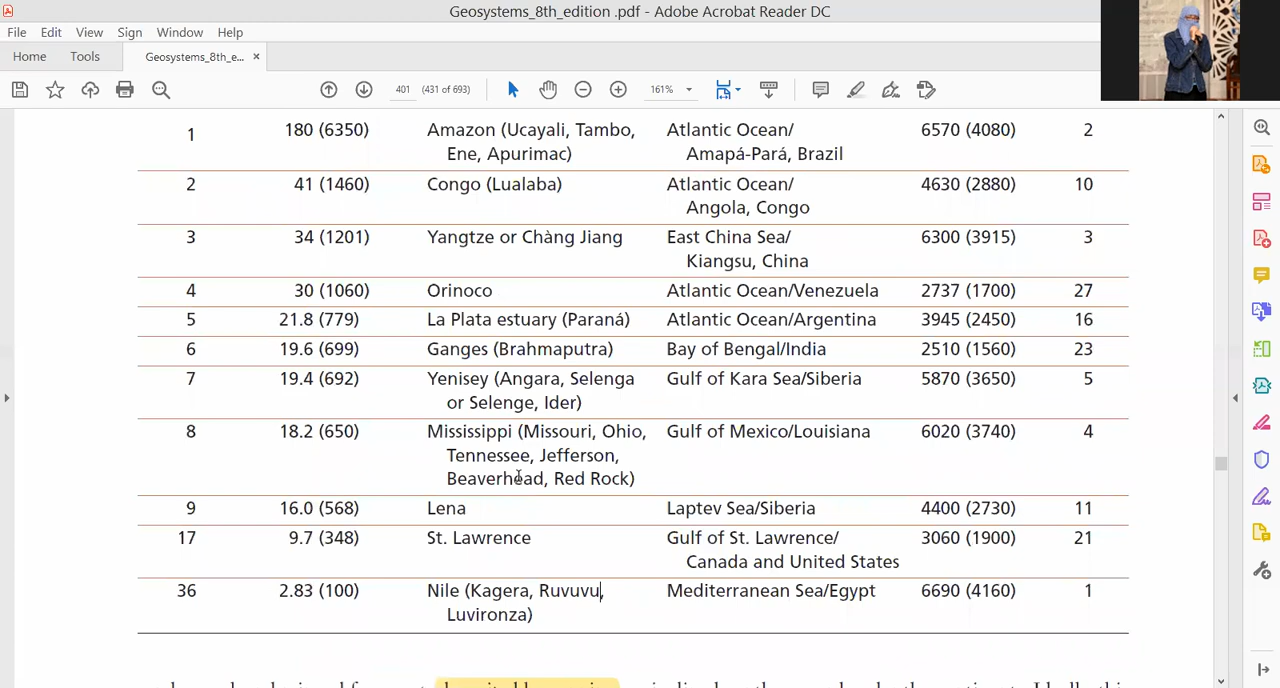 Geosystems_8th_edition .pdf - Adobe Acrobat Reader DC
File Edit View Sign Window Help
Home Tools Geosystems_8th_e... ×
401 (431 of 693) 161%
1 180 (6350) Amazon (Ucayali, Tambo, Atlantic Ocean/ 6570 (4080) 2
Ene, Apurimac) Amapá-Pará, Brazil
2 41 (1460) Congo (Lualaba) Atlantic Ocean/ 4630 (2880) 10
Angola, Congo
3 34 (1201) Yangtze or Chàng Jiang East China Sea/ 6300 (3915) 3
Kiangsu, China
4 30 (1060) Orinoco Atlantic Ocean/Venezuela 2737 (1700) 27
5 21.8 (779) La Plata estuary (Paraná) Atlantic Ocean/Argentina 3945 (2450) 16
6 19.6 (699) Ganges (Brahmaputra) Bay of Bengal/India 2510 (1560) 23
7 19.4 (692) Yenisey (Angara, Selenga Gulf of Kara Sea/Siberia 5870 (3650) 5
or Selenge, Ider)
8 18.2 (650) Mississippi (Missouri, Ohio, Gulf of Mexico/Louisiana 6020 (3740) 4
Tennessee, Jefferson,
Beaverhead, Red Rock)
9 16.0 (568) Lena Laptev Sea/Siberia 4400 (2730) 11
17 9.7 (348) St. Lawrence Gulf of St. Lawrence/ 3060 (1900) 21
Canada and United States
36 2.83 (100) Nile (Kagera, Ruvuvu, Mediterranean Sea/Egypt 6690 (4160) 1
Luvironza)